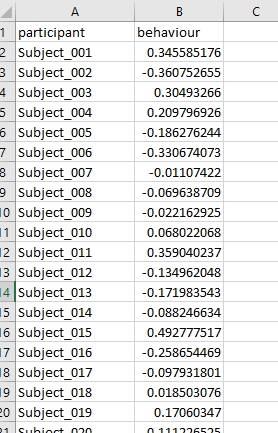 A B C
1 participant behaviour
2 Subject_001 0.345585176
3 Subject_002 -0.360752655
4 Subject_003 0.30493266
5 Subject_004 0.209796926
6 Subject_005 -0.186276244
7 Subject_006 -0.330674073
8 Subject_007 -0.01107422
9 Subject_008 -0.069638709
10 Subject_009 -0.022162925
11 Subject_010 0.068022068
12 Subject_011 0.359040237
13 Subject_012 -0.134962048
14 Subject_013 -0.171983543
15 Subject_014 -0.088246634
16 Subject_015 0.492777517
17 Subject_016 -0.258654469
18 Subject_017 -0.097931801
19 Subject_018 0.018503076
20 Subject_019 0.17060347
21 Subject_020 0.111226525